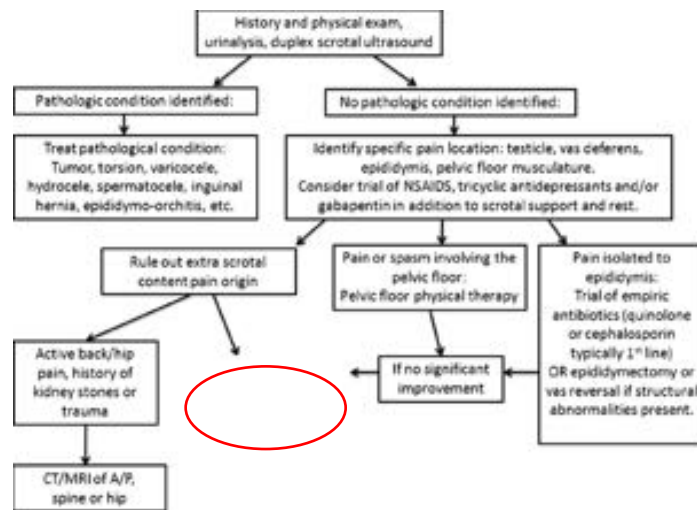 History and physical exam,
urinalysis, duplex scrotal ultrasound
Pathologic condition identified:
No pathologic condition identified:
Treat pathological condition:
Tumor, torsion, varicocele,
hydrocele, spermatocele, inguinal
hernia, epididymo-orchitis, etc.
Identify specific pain location: testicle, vas deferens,
epididymis, pelvic floor musculature.
Consider trial of NSAIDS, tricyclic antidepressants and/or
gabapentin in addition to scrotal support and rest.
Rule out extra scrotal
content pain origin
Pain or spasm involving the
pelvic floor:
Pelvic floor physical therapy
Pain isolated to
epididymis:
Trial of empiric
antibiotics (quinolone
or cephalosporin
typically 1st line)
OR epididymectomy or
vas reversal if structural
abnormalities present.
Active back/hip
pain, history of
kidney stones or
trauma
If no significant
improvement
CT/MRI of A/P,
spine or hip